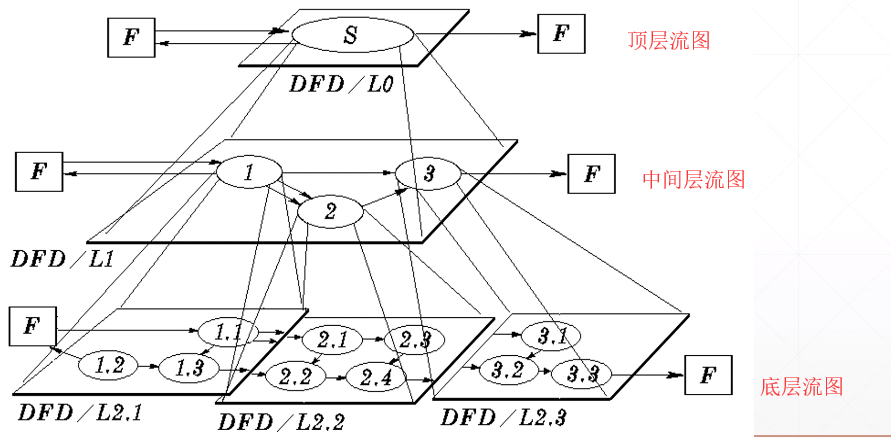 F
S
F
顶层流图
DFD/L0
F
1
3
F
中间层流图
2
DFD/L1
F
1.1
2.1
2.3
3.1
1.2
1.3
2.2
2.4
3.2
3.3
F
底层流图
DFD/L2.1
DFD/L2.2
DFD/L2.3